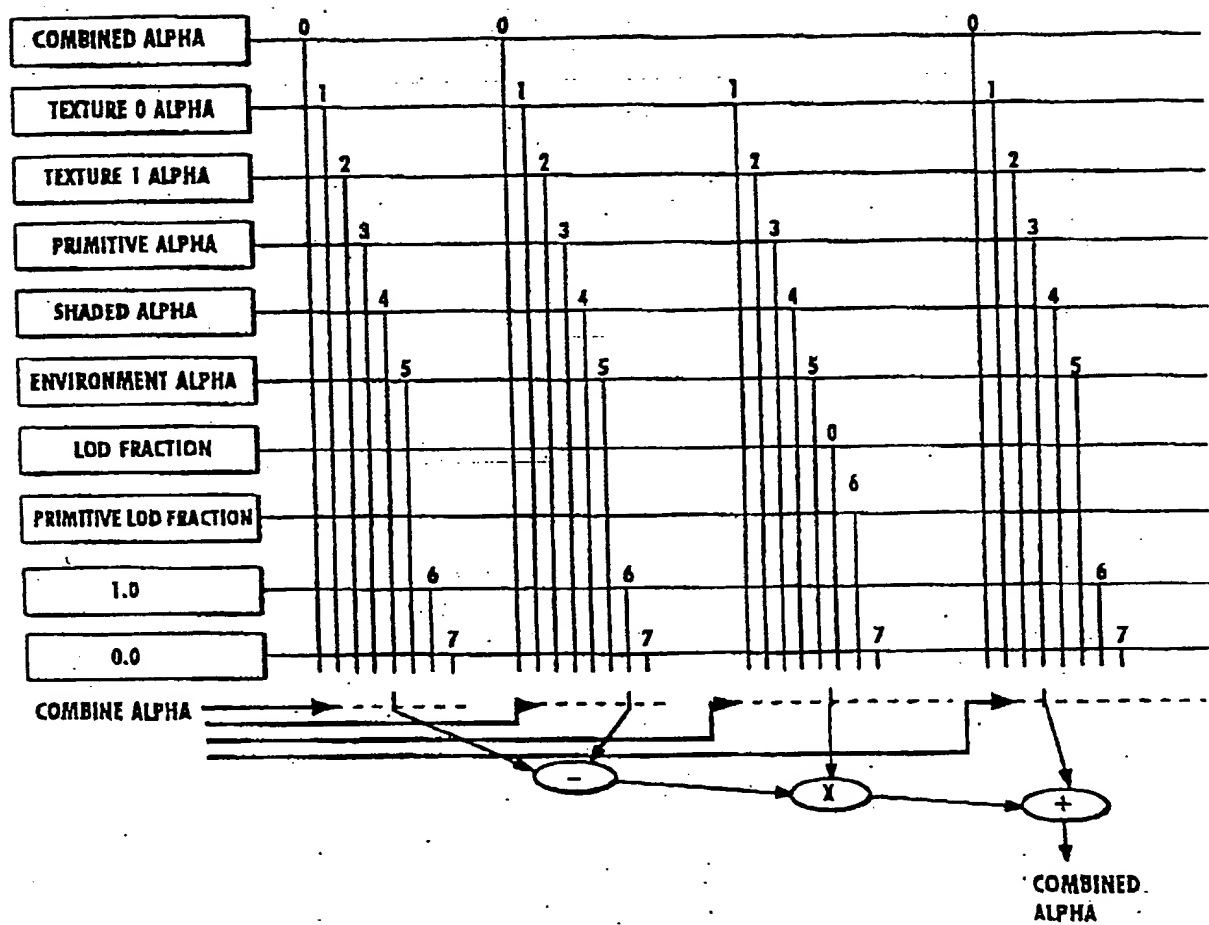 0 0 0
COMBINED ALPHA
1 1 1 1
TEXTURE 0 ALPHA
2 2 2 2
TEXTURE 1 ALPHA
3 3 3 3
PRIMITIVE ALPHA
4 4 4 4
SHADED ALPHA
5 5 5 5
ENVIRONMENT ALPHA
0
LOD FRACTION
6
PRIMITIVE LOD FRACTION
6 6 6
1.0
7 7 7 7
0.0
COMBINE ALPHA
-
X
+
COMBINED
ALPHA